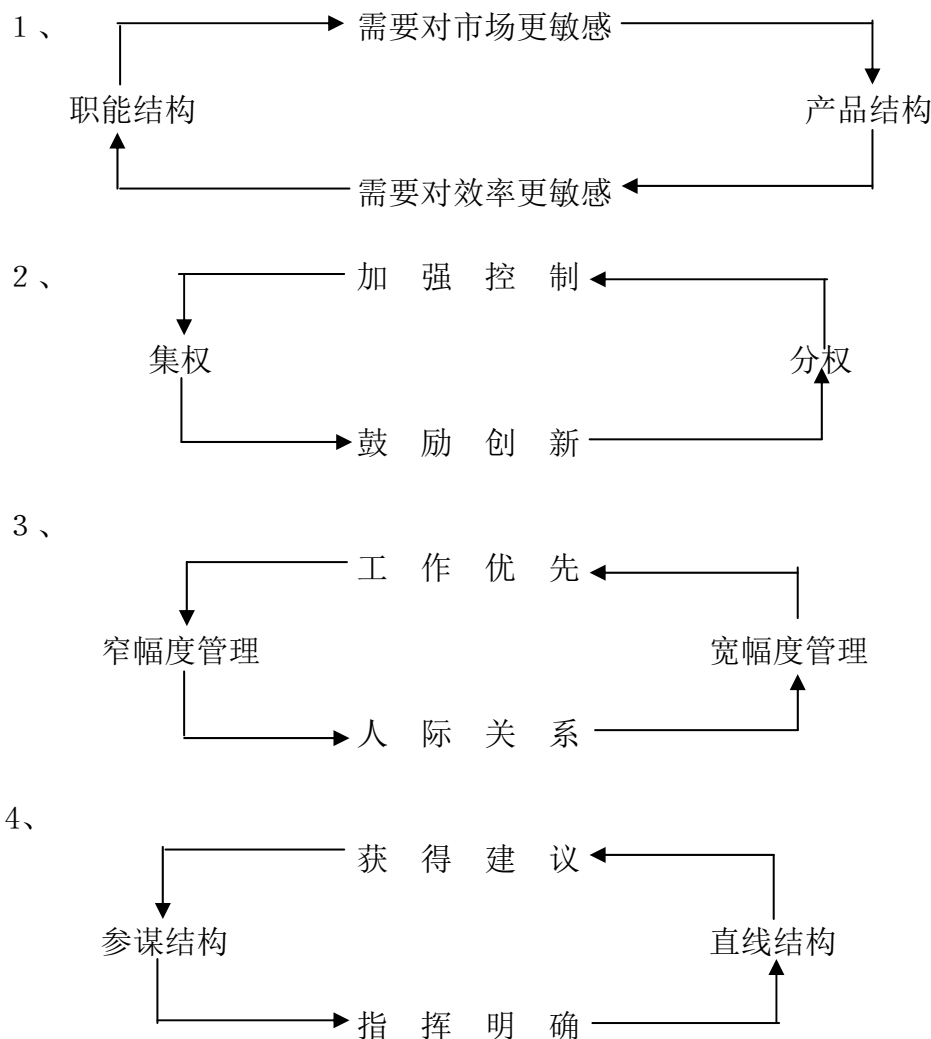 1、 需要对市场更敏感
职能结构 产品结构
需要对效率更敏感
2、 加 强 控 制
集权 分权
鼓 励 创 新
3、
工 作 优 先
窄幅度管理 宽幅度管理
人 际 关 系
4、
获 得 建 议
参谋结构 直线结构
指 挥 明 确